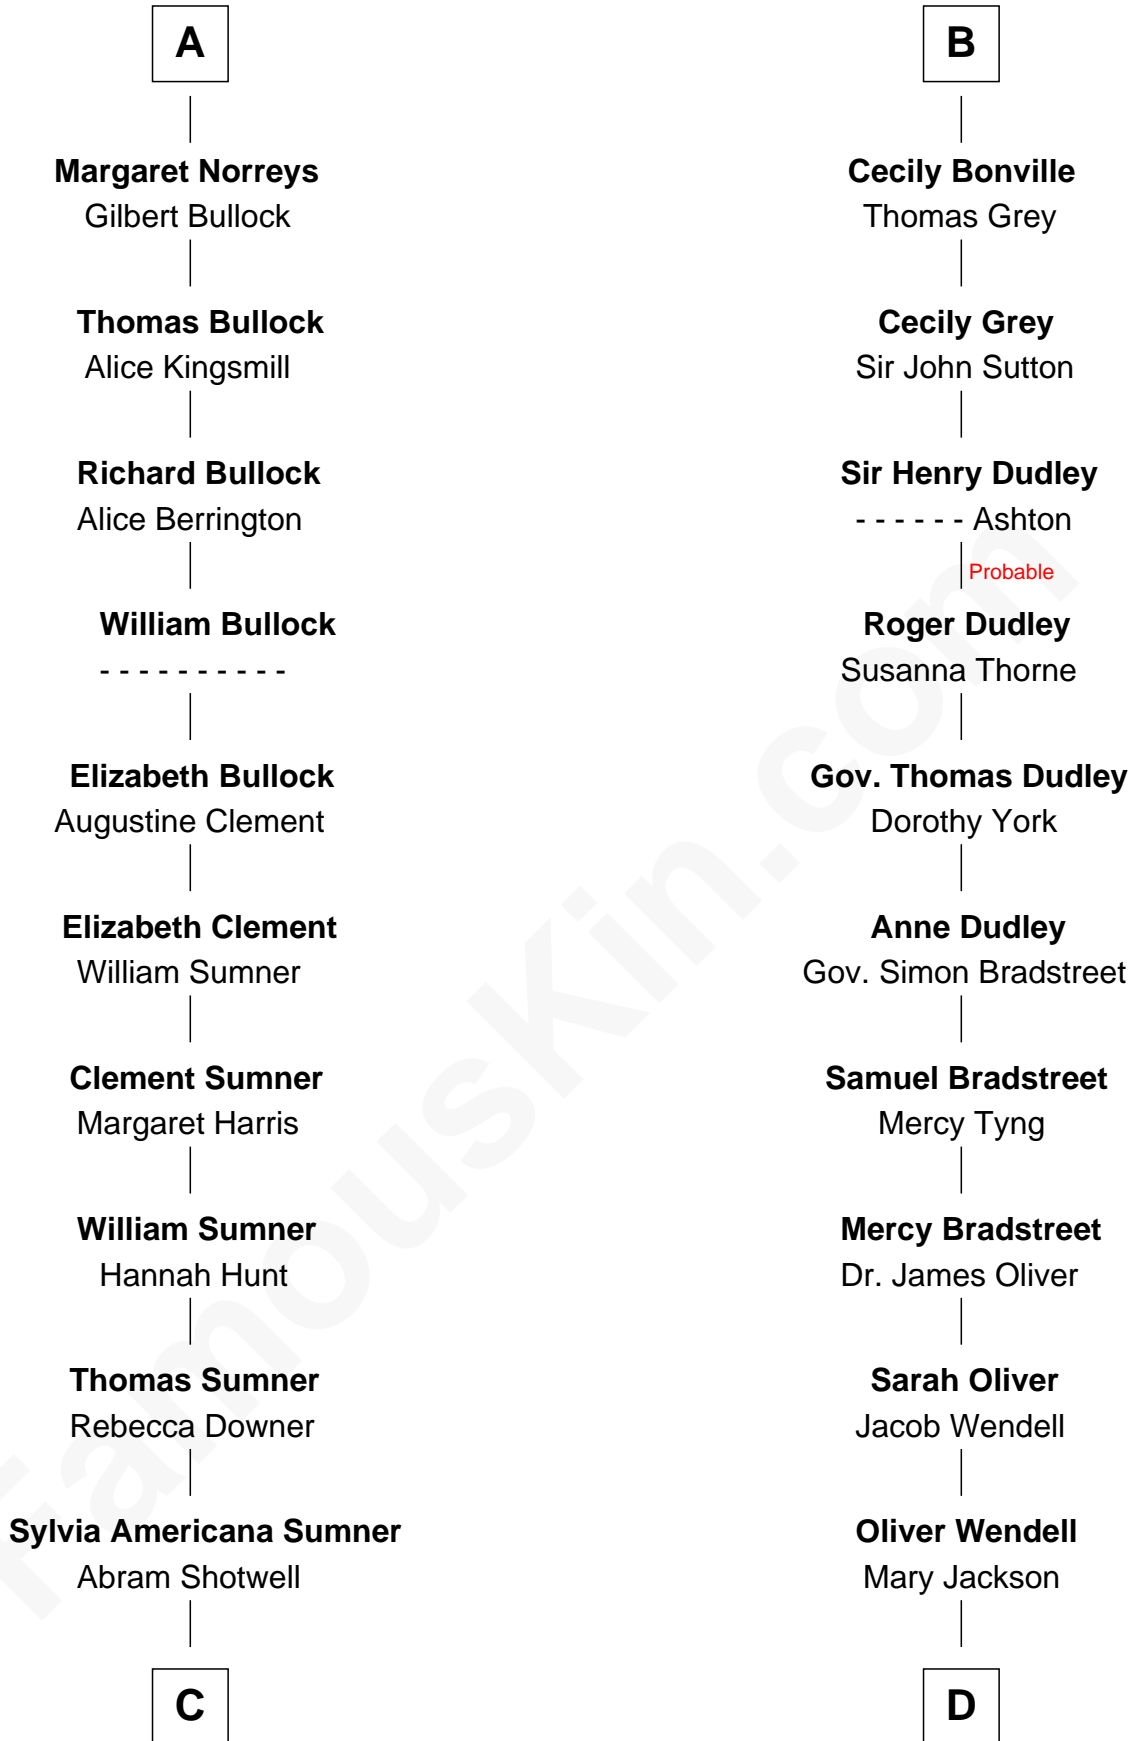 A
Margaret Norreys
Gilbert Bullock
Thomas Bullock
Alice Kingsmill
Richard Bullock
Alice Berrington
William Bullock
- - - - - - - - - -
Elizabeth Bullock
Augustine Clement
Elizabeth Clement
William Sumner
Clement Sumner
Margaret Harris
William Sumner
Hannah Hunt
Thomas Sumner
Rebecca Downer
Sylvia Americana Sumner
Abram Shotwell
C
B
Cecily Bonville
Thomas Grey
Cecily Grey
Sir John Sutton
Sir Henry Dudley
- - - - - - Ashton
Probable
Roger Dudley
Susanna Thorne
Gov. Thomas Dudley
Dorothy York
Anne Dudley
Gov. Simon Bradstreet
Samuel Bradstreet
Mercy Tyng
Mercy Bradstreet
Dr. James Oliver
Sarah Oliver
Jacob Wendell
Oliver Wendell
Mary Jackson
D
FamousKin.com